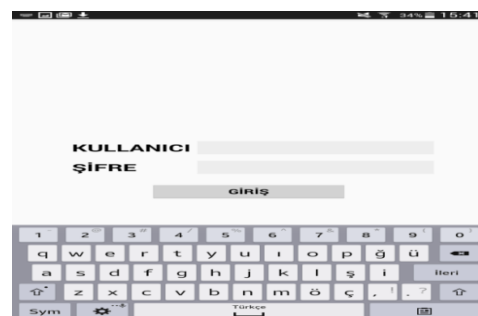 34% 15:41
KULLANICI
ŞİFRE
GİRİŞ
1 2 3 4 5 6 7 8 9 0
q w e r t y u ı o p ğ ü
a s d f g h j k l ş i İleri
z x c v b n m ö ç , ! . ?
Sym Türkçe